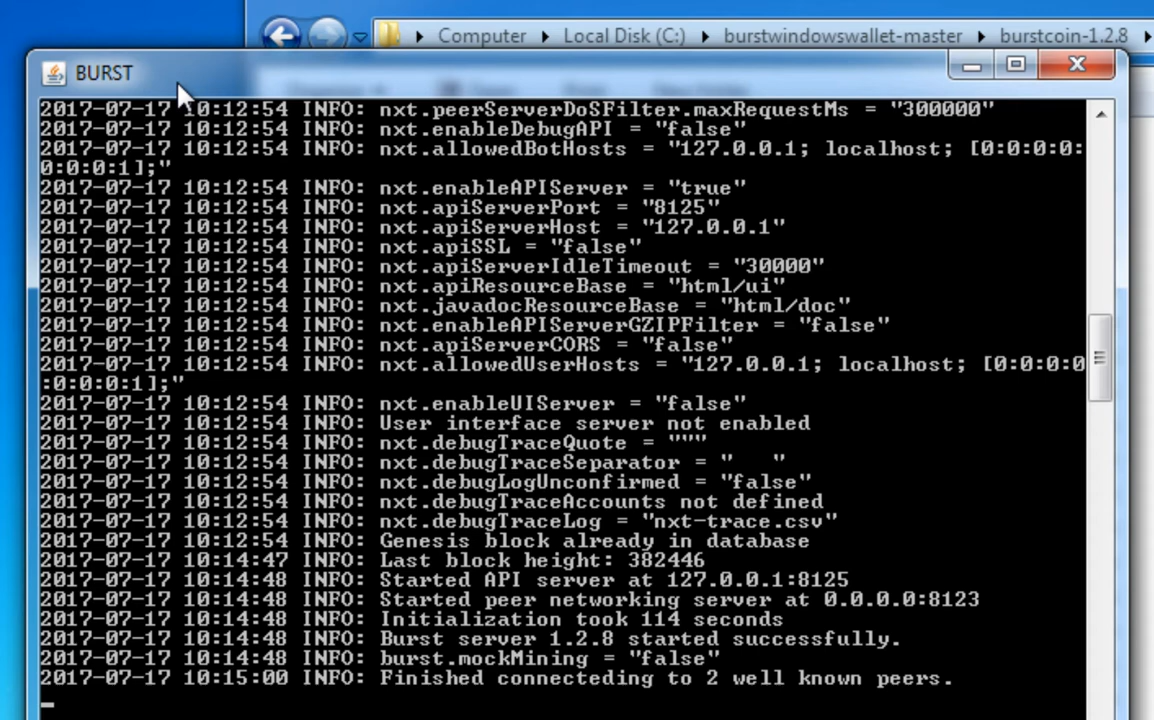 Computer Local Disk (C:) burstwindowswallet-master burstcoin-1.2.8
BURST
2017-07-17 10:12:54 INFO: nxt.peerServerDoSFilter.maxRequestMs = "300000"
2017-07-17 10:12:54 INFO: nxt.enableDebugAPI = "false"
2017-07-17 10:12:54 INFO: nxt.allowedBotHosts = "127.0.0.1; localhost; [0:0:0:0:
0:0:0:1];"
2017-07-17 10:12:54 INFO: nxt.enableAPIServer = "true"
2017-07-17 10:12:54 INFO: nxt.apiServerPort = "8125"
2017-07-17 10:12:54 INFO: nxt.apiServerHost = "127.0.0.1"
2017-07-17 10:12:54 INFO: nxt.apiSSL = "false"
2017-07-17 10:12:54 INFO: nxt.apiServerIdleTimeout = "30000"
2017-07-17 10:12:54 INFO: nxt.apiResourceBase = "html/ui"
2017-07-17 10:12:54 INFO: nxt.javadocResourceBase = "html/doc"
2017-07-17 10:12:54 INFO: nxt.enableAPIServerGZIPFilter = "false"
2017-07-17 10:12:54 INFO: nxt.apiServerCORS = "false"
2017-07-17 10:12:54 INFO: nxt.allowedUserHosts = "127.0.0.1; localhost; [0:0:0:0
:0:0:0:1];"
2017-07-17 10:12:54 INFO: nxt.enableUIServer = "false"
2017-07-17 10:12:54 INFO: User interface server not enabled
2017-07-17 10:12:54 INFO: nxt.debugTraceQuote = """
2017-07-17 10:12:54 INFO: nxt.debugTraceSeparator = "   "
2017-07-17 10:12:54 INFO: nxt.debugLogUnconfirmed = "false"
2017-07-17 10:12:54 INFO: nxt.debugTraceAccounts not defined
2017-07-17 10:12:54 INFO: nxt.debugTraceLog = "nxt-trace.csv"
2017-07-17 10:12:54 INFO: Genesis block already in database
2017-07-17 10:14:47 INFO: Last block height: 382446
2017-07-17 10:14:48 INFO: Started API server at 127.0.0.1:8125
2017-07-17 10:14:48 INFO: Started peer networking server at 0.0.0.0:8123
2017-07-17 10:14:48 INFO: Initialization took 114 seconds
2017-07-17 10:14:48 INFO: Burst server 1.2.8 started successfully.
2017-07-17 10:14:48 INFO: burst.mockMining = "false"
2017-07-17 10:15:00 INFO: Finished connecteding to 2 well known peers.